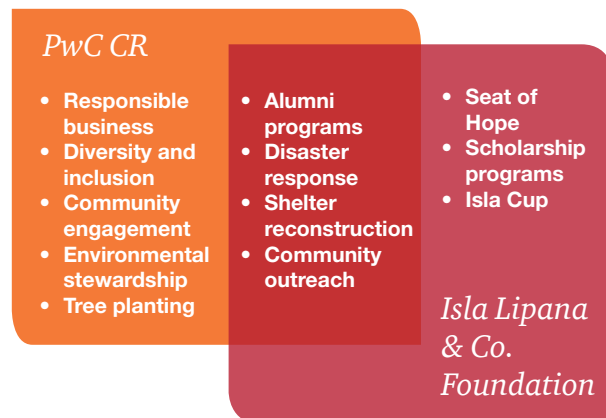 PwC CR
• Responsible
business
• Diversity and
inclusion
• Community
engagement
• Environmental
stewardship
• Tree planting
• Alumni
programs
• Disaster
response
• Shelter
reconstruction
• Community
outreach
• Seat of
Hope
• Scholarship
programs
• Isla Cup
Isla Lipana
& Co.
Foundation